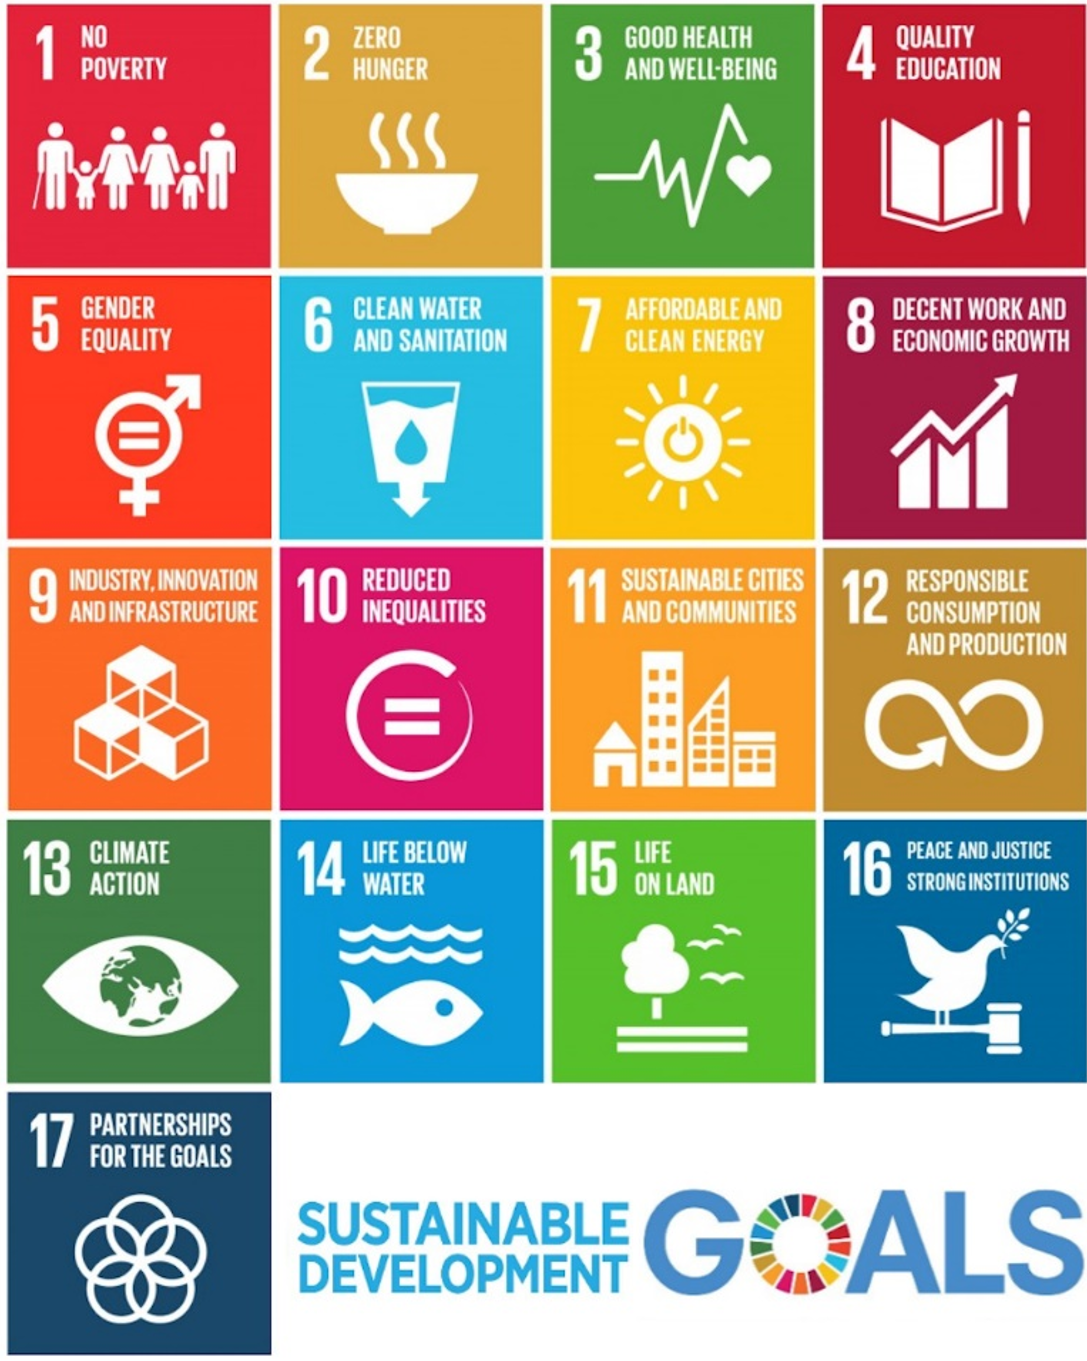 1 NO
POVERTY
2 ZERO
HUNGER
3 GOOD HEALTH
AND WELL-BEING
4 QUALITY
EDUCATION
5 GENDER
EQUALITY
6 CLEAN WATER
AND SANITATION
7 AFFORDABLE AND
CLEAN ENERGY
8 DECENT WORK AND
ECONOMIC GROWTH
9 INDUSTRY, INNOVATION
AND INFRASTRUCTURE
10 REDUCED
INEQUALITIES
11 SUSTAINABLE CITIES
AND COMMUNITIES
12 RESPONSIBLE
CONSUMPTION
AND PRODUCTION
13 CLIMATE
ACTION
14 LIFE BELOW
WATER
15 LIFE
ON LAND
16 PEACE AND JUSTICE
STRONG INSTITUTIONS
17 PARTNERSHIPS
FOR THE GOALS
SUSTAINABLE
DEVELOPMENT
GOALS